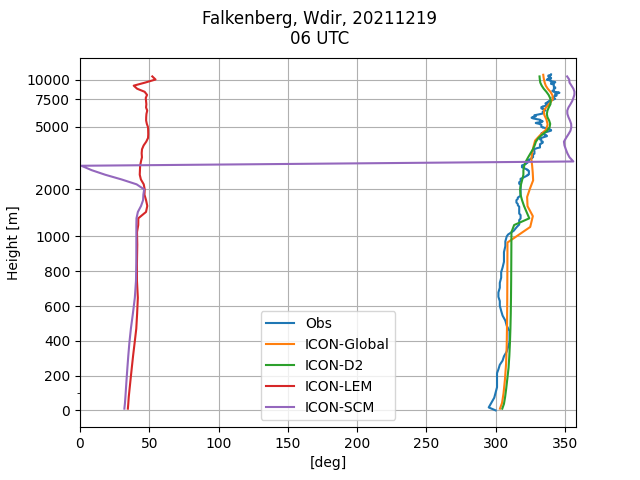 Falkenberg, Wdir, 20211219
06 UTC
10000
7500
5000
2000
1000
800
600
400
200
0
Height [m]
Obs
ICON-Global
ICON-D2
ICON-LEM
ICON-SCM
0 50 100 150 200 250 300 350
[deg]